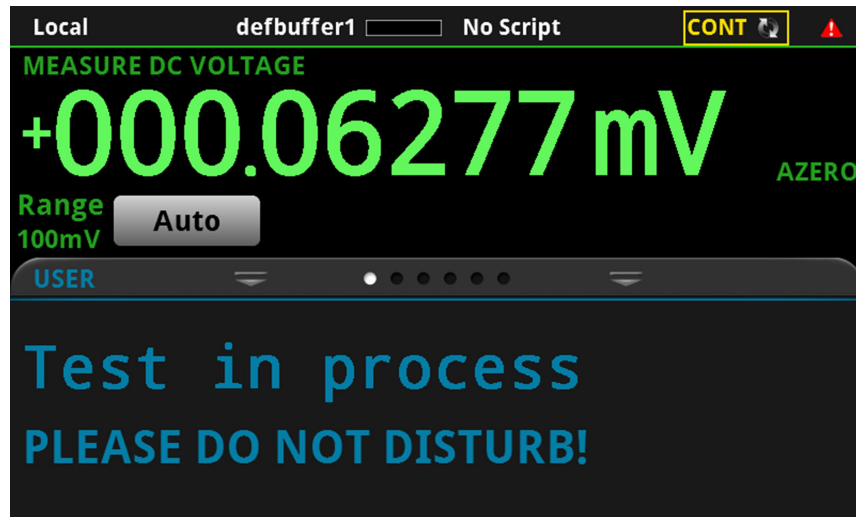 Local defbuffer1 No Script CONT
MEASURE DC VOLTAGE
+000.06277 mV
AZERO
Range
100mV Auto
USER
Test in process
PLEASE DO NOT DISTURB!